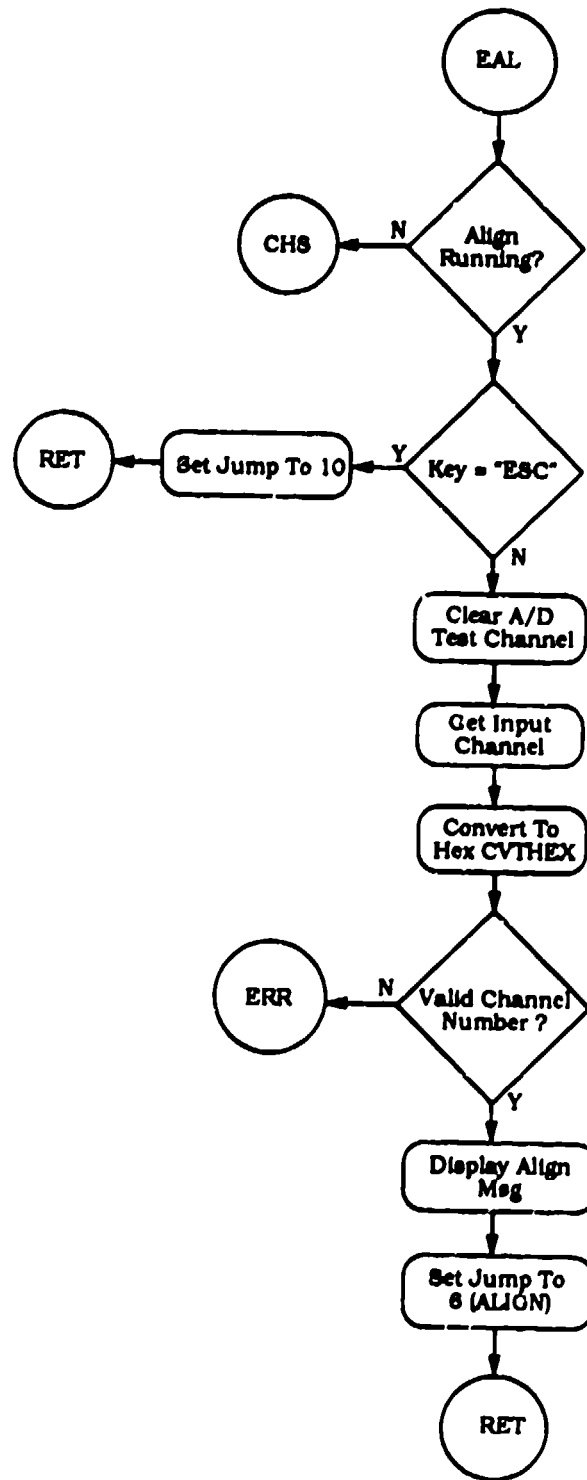 EAL
Align
Running?
N
CHS
Y
Key = "ESC"
Y
Set Jump To 10
RET
N
Clear A/D
Test Channel
Get Input
Channel
Convert To
Hex CVTHEX
Valid Channel
Number ?
N
ERR
Y
Display Align
Msg
Set Jump To
6 (ALIGN)
RET